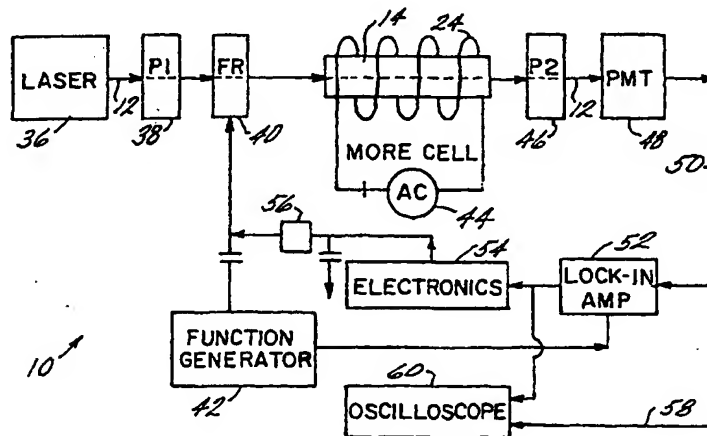 LASER
P1
FR
14
24
P2
PMT
12
12
36
38
40
46
48
MORE CELL
50
AC
44
56
54
52
ELECTRONICS
LOCK-IN
AMP
FUNCTION
GENERATOR
10
42
60
58
OSCILLOSCOPE